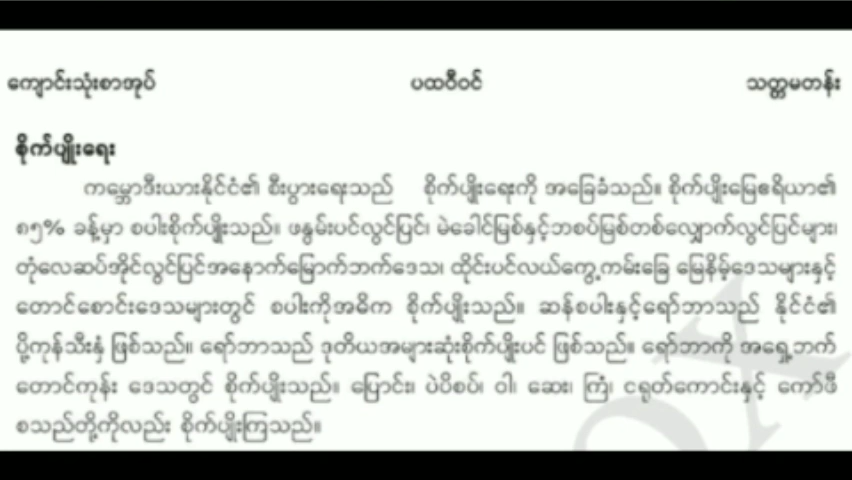 ကျောင်းသုံးစာအုပ် ပထဝီဝင် သတ္တမတန်း
စိုက်ပျိုးရေး
ကမ္ဘောဒီးယားနိုင်ငံ၏ စီးပွားရေးသည် စိုက်ပျိုးရေးကို အခြေခံသည်။ စိုက်ပျိုးမြေဧရိယာ၏
၈၅% ခန့်မှာ စပါးစိုက်ပျိုးသည်။ ဖနွမ်းပင်လွင်ပြင်၊ မဲခေါင်မြစ်နှင့်ဘစပ်မြစ်တစ်လျှောက်လွင်ပြင်များ၊
တုံလေဆပ်အိုင်လွင်ပြင်အနောက်မြောက်ဘက်ဒေသ၊ ထိုင်းပင်လယ်ကွေ့ကမ်းခြေ မြေနိမ့်ဒေသများနှင့်
တောင်စောင်းဒေသများတွင် စပါးကိုအဓိက စိုက်ပျိုးသည်။ ဆန်စပါးနှင့်ရော်ဘာသည် နိုင်ငံ၏
ပို့ကုန်သီးနှံ ဖြစ်သည်။ ရော်ဘာသည် ဒုတိယအများဆုံးစိုက်ပျိုးပင် ဖြစ်သည်။ ရော်ဘာကို အရှေ့ဘက်
တောင်ကုန်း ဒေသတွင် စိုက်ပျိုးသည်။ ပြောင်း၊ ပဲပိစပ်၊ ဝါ၊ ဆေး၊ ကြံ၊ ငရုတ်ကောင်းနှင့် ကော်ဖီ
စသည်တို့ကိုလည်း စိုက်ပျိုးကြသည်။